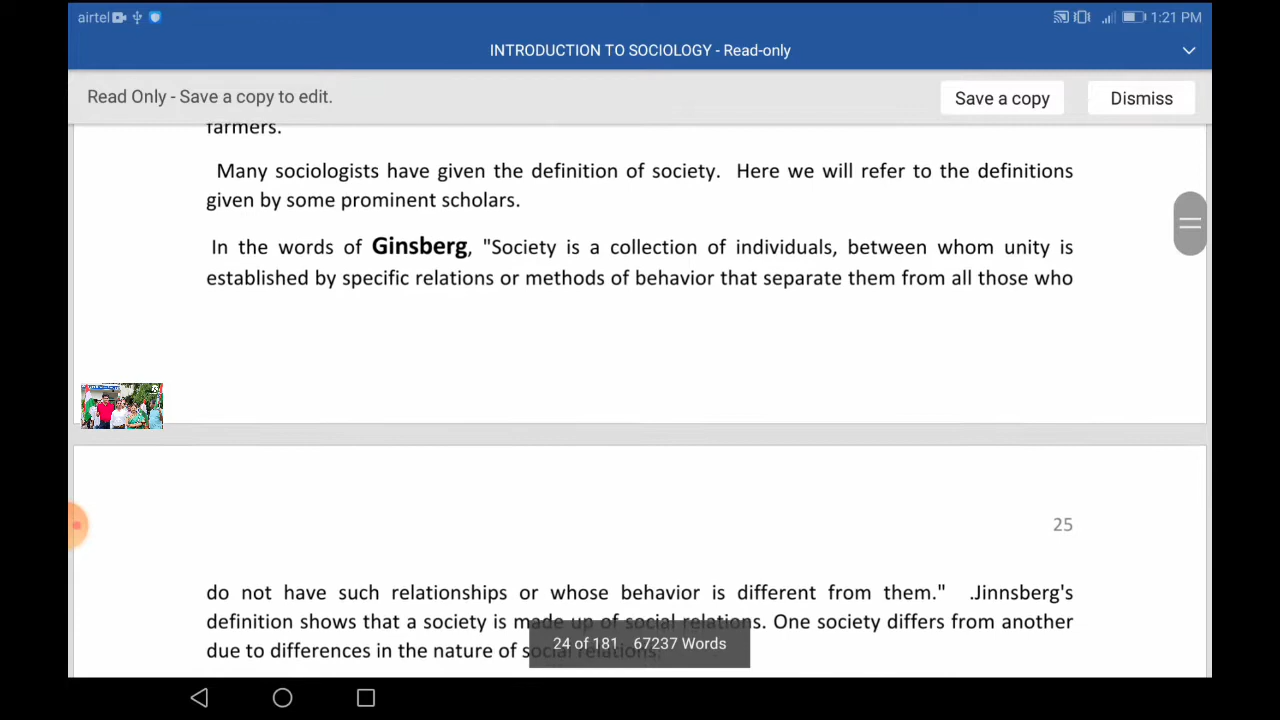 airtel 1:21 PM
INTRODUCTION TO SOCIOLOGY - Read-only
Read Only - Save a copy to edit. Save a copy Dismiss
farmers.
Many sociologists have given the definition of society. Here we will refer to the definitions
given by some prominent scholars.
In the words of Ginsberg, "Society is a collection of individuals, between whom unity is
established by specific relations or methods of behavior that separate them from all those who
25
do not have such relationships or whose behavior is different from them." .Jinnsberg's
definition shows that a society is made up of social relations. One society differs from another
due to differences in the nature of social relations.
24 of 181 67237 Words